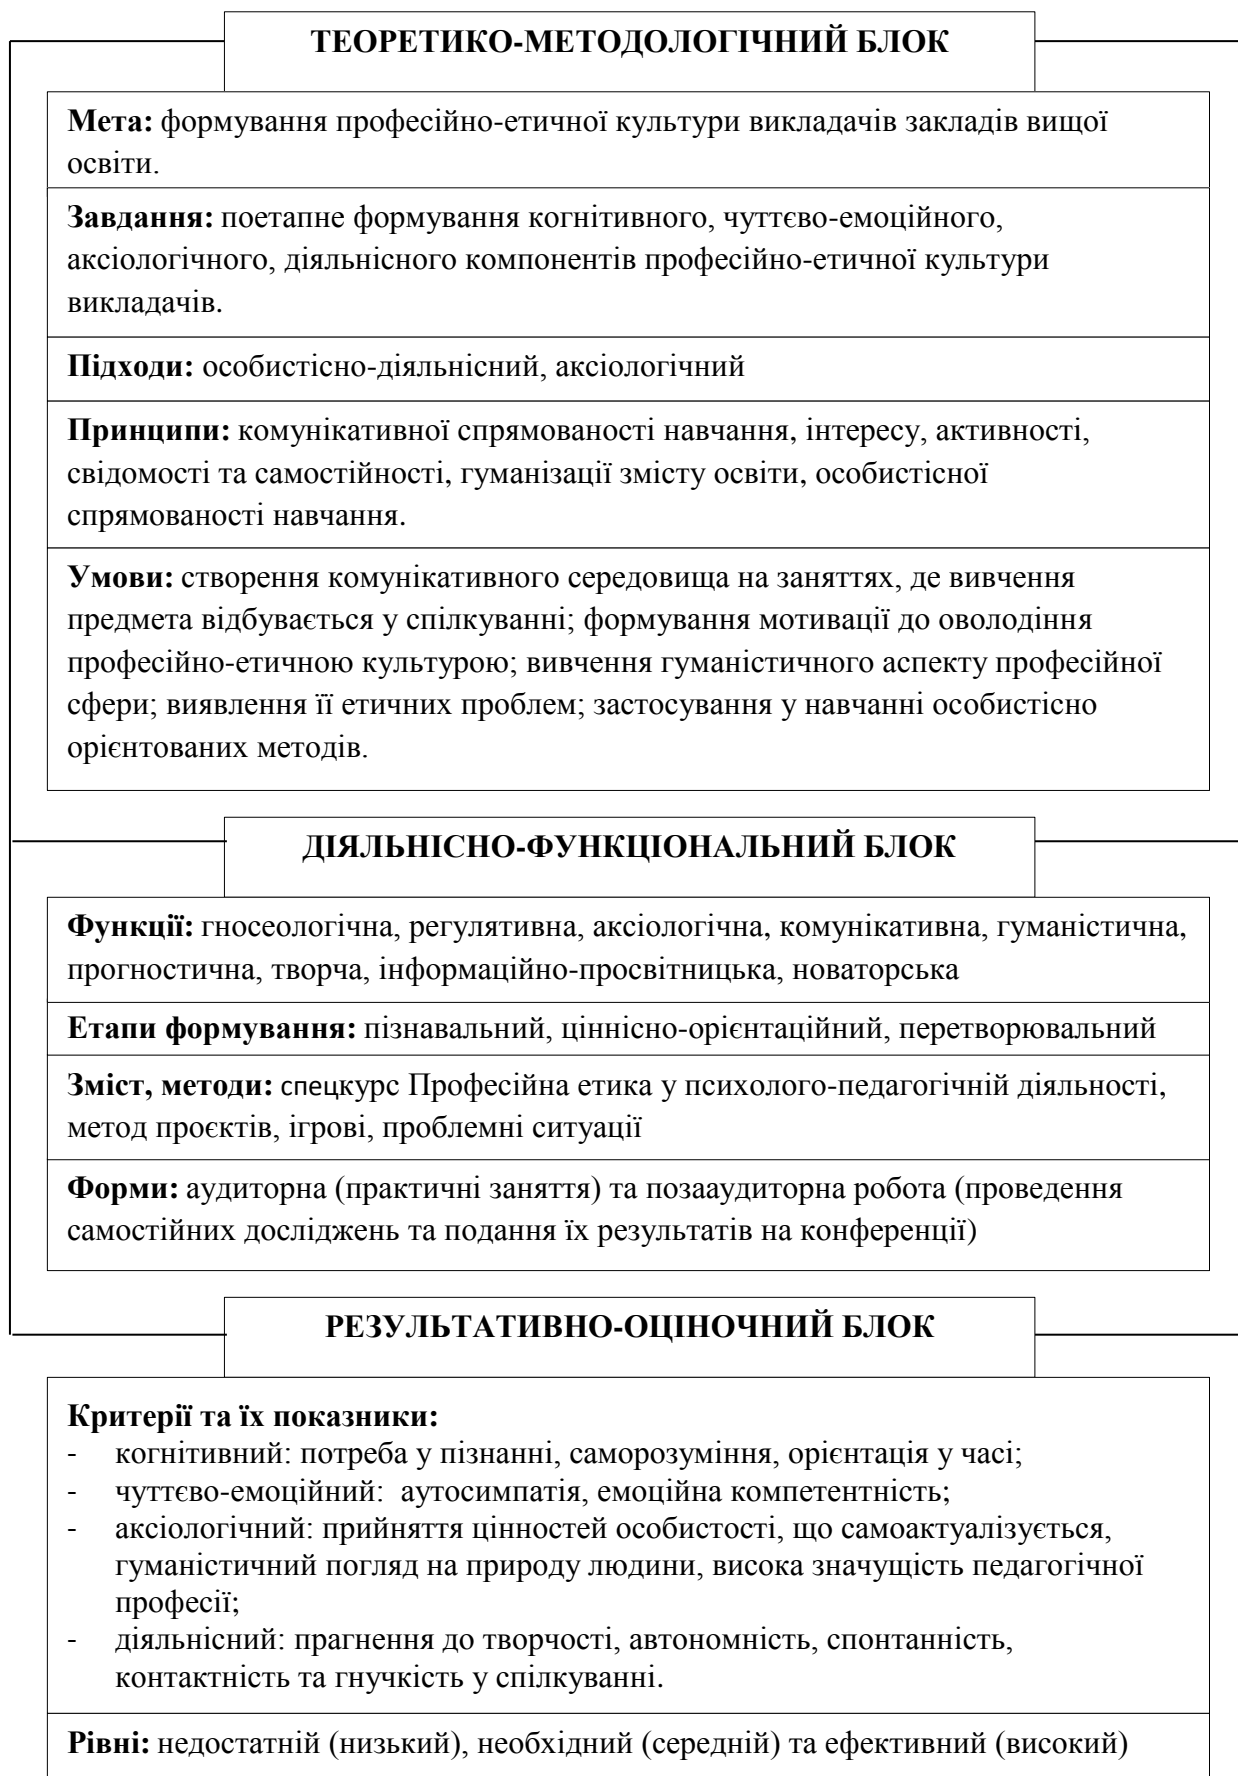 ТЕОРЕТИКО-МЕТОДОЛОГІЧНИЙ БЛОК
Мета: формування професійно-етичної культури викладачів закладів вищої
освіти.
Завдання: поетапне формування когнітивного, чуттєво-емоційного,
аксіологічного, діяльнісного компонентів професійно-етичної культури
викладачів.
Підходи: особистісно-діяльнісний, аксіологічний
Принципи: комунікативної спрямованості навчання, інтересу, активності,
свідомості та самостійності, гуманізації змісту освіти, особистісної
спрямованості навчання.
Умови: створення комунікативного середовища на заняттях, де вивчення
предмета відбувається у спілкуванні; формування мотивації до оволодіння
професійно-етичною культурою; вивчення гуманістичного аспекту професійної
сфери; виявлення її етичних проблем; застосування у навчанні особистісно
орієнтованих методів.
ДІЯЛЬНІСНО-ФУНКЦІОНАЛЬНИЙ БЛОК
Функції: гносеологічна, регулятивна, аксіологічна, комунікативна, гуманістична,
прогностична, творча, інформаційно-просвітницька, новаторська
Етапи формування: пізнавальний, ціннісно-орієнтаційний, перетворювальний
Зміст, методи: спецкурс Професійна етика у психолого-педагогічній діяльності,
метод проєктів, ігрові, проблемні ситуації
Форми: аудиторна (практичні заняття) та позааудиторна робота (проведення
самостійних досліджень та подання їх результатів на конференції)
РЕЗУЛЬТАТИВНО-ОЦІНОЧНИЙ БЛОК
Критерії та їх показники:
- когнітивний: потреба у пізнанні, саморозуміння, орієнтація у часі;
- чуттєво-емоційний: аутосимпатія, емоційна компетентність;
- аксіологічний: прийняття цінностей особистості, що самоактуалізується,
гуманістичний погляд на природу людини, висока значущість педагогічної
професії;
- діяльнісний: прагнення до творчості, автономність, спонтанність,
контактність та гнучкість у спілкуванні.
Рівні: недостатній (низький), необхідний (середній) та ефективний (високий)